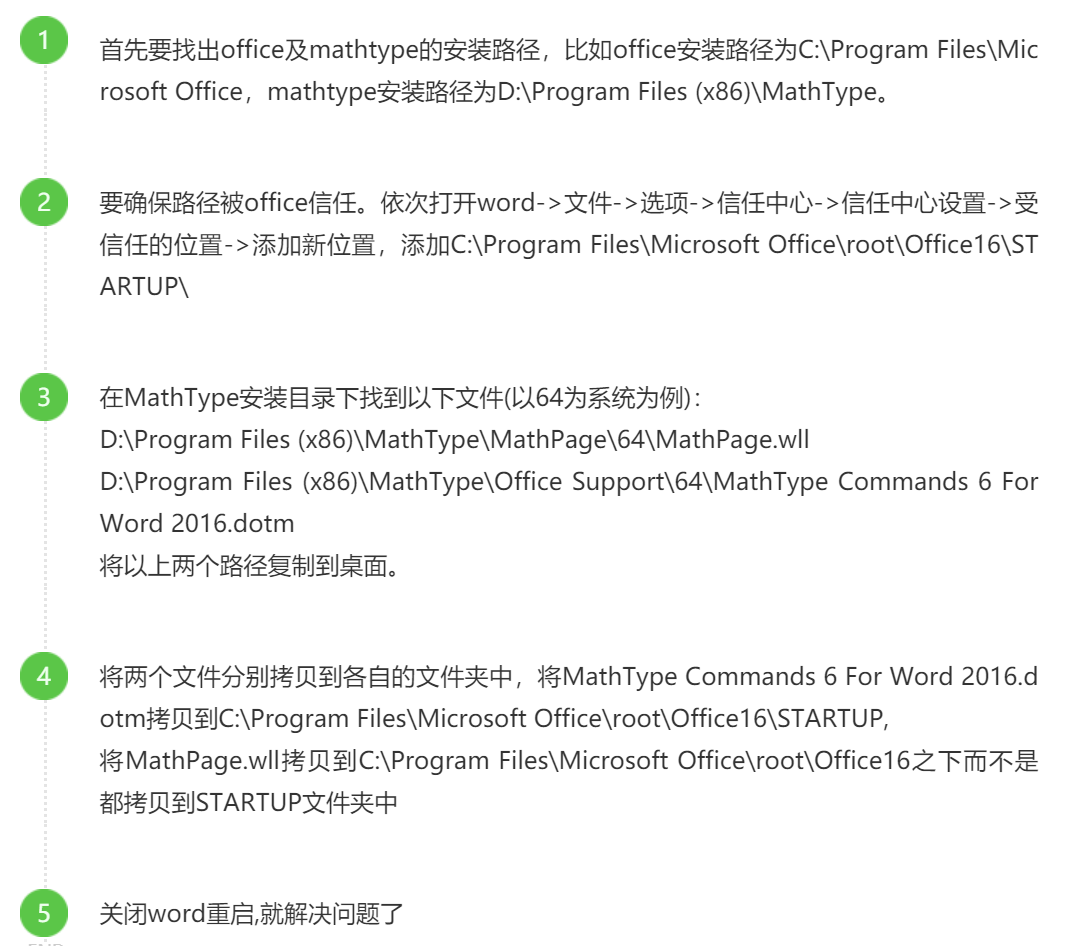 1
首先要找出office及mathtype的安装路径，比如office安装路径为C:\Program Files\Mic
rosoft Office，mathtype安装路径为D:\Program Files (x86)\MathType。
2
要确保路径被office信任。依次打开word->文件->选项->信任中心->信任中心设置->受
信任的位置->添加新位置，添加C:\Program Files\Microsoft Office\root\Office16\ST
ARTUP\
3
在MathType安装目录下找到以下文件(以64为系统为例)：
D:\Program Files (x86)\MathType\MathPage\64\MathPage.wll
D:\Program Files (x86)\MathType\Office Support\64\MathType Commands 6 For
Word 2016.dotm
将以上两个路径复制到桌面。
4
将两个文件分别拷贝到各自的文件夹中，将MathType Commands 6 For Word 2016.d
otm拷贝到C:\Program Files\Microsoft Office\root\Office16\STARTUP,
将MathPage.wll拷贝到C:\Program Files\Microsoft Office\root\Office16之下而不是
都拷贝到STARTUP文件夹中
5
关闭word重启,就解决问题了